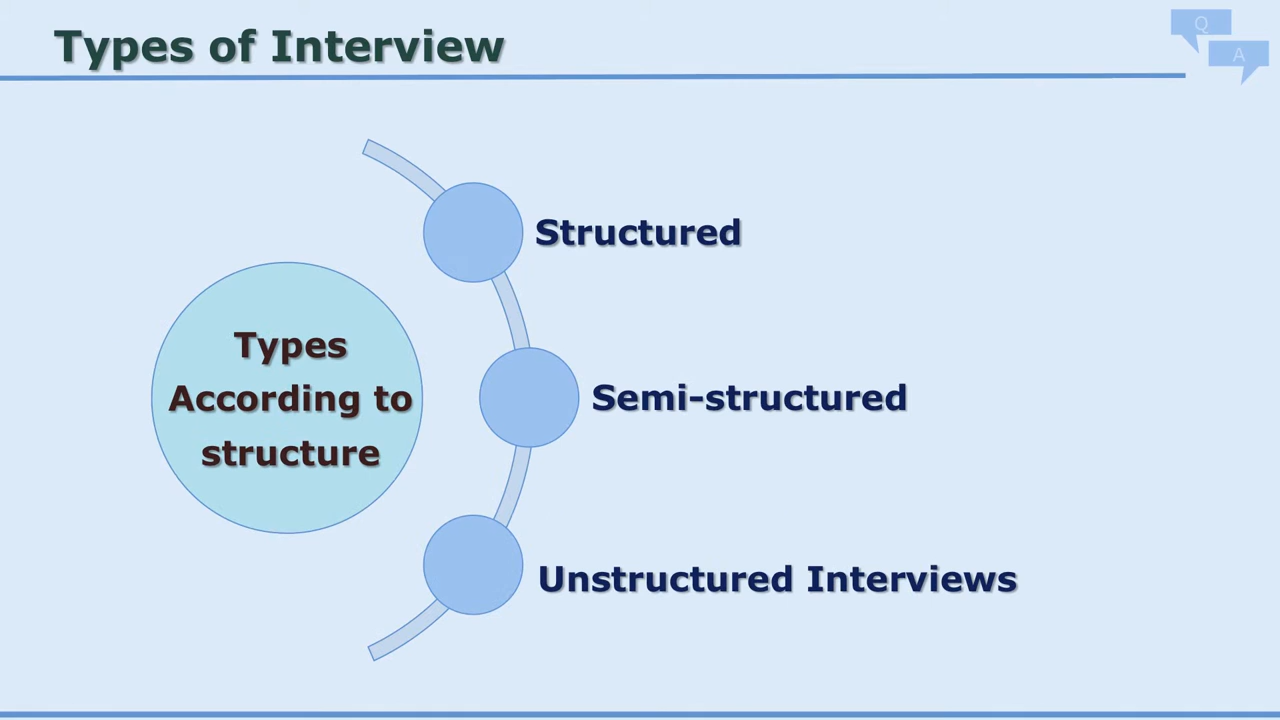 Types of Interview
Q
A
Structured
Types
According to
structure
Semi-structured
Unstructured Interviews